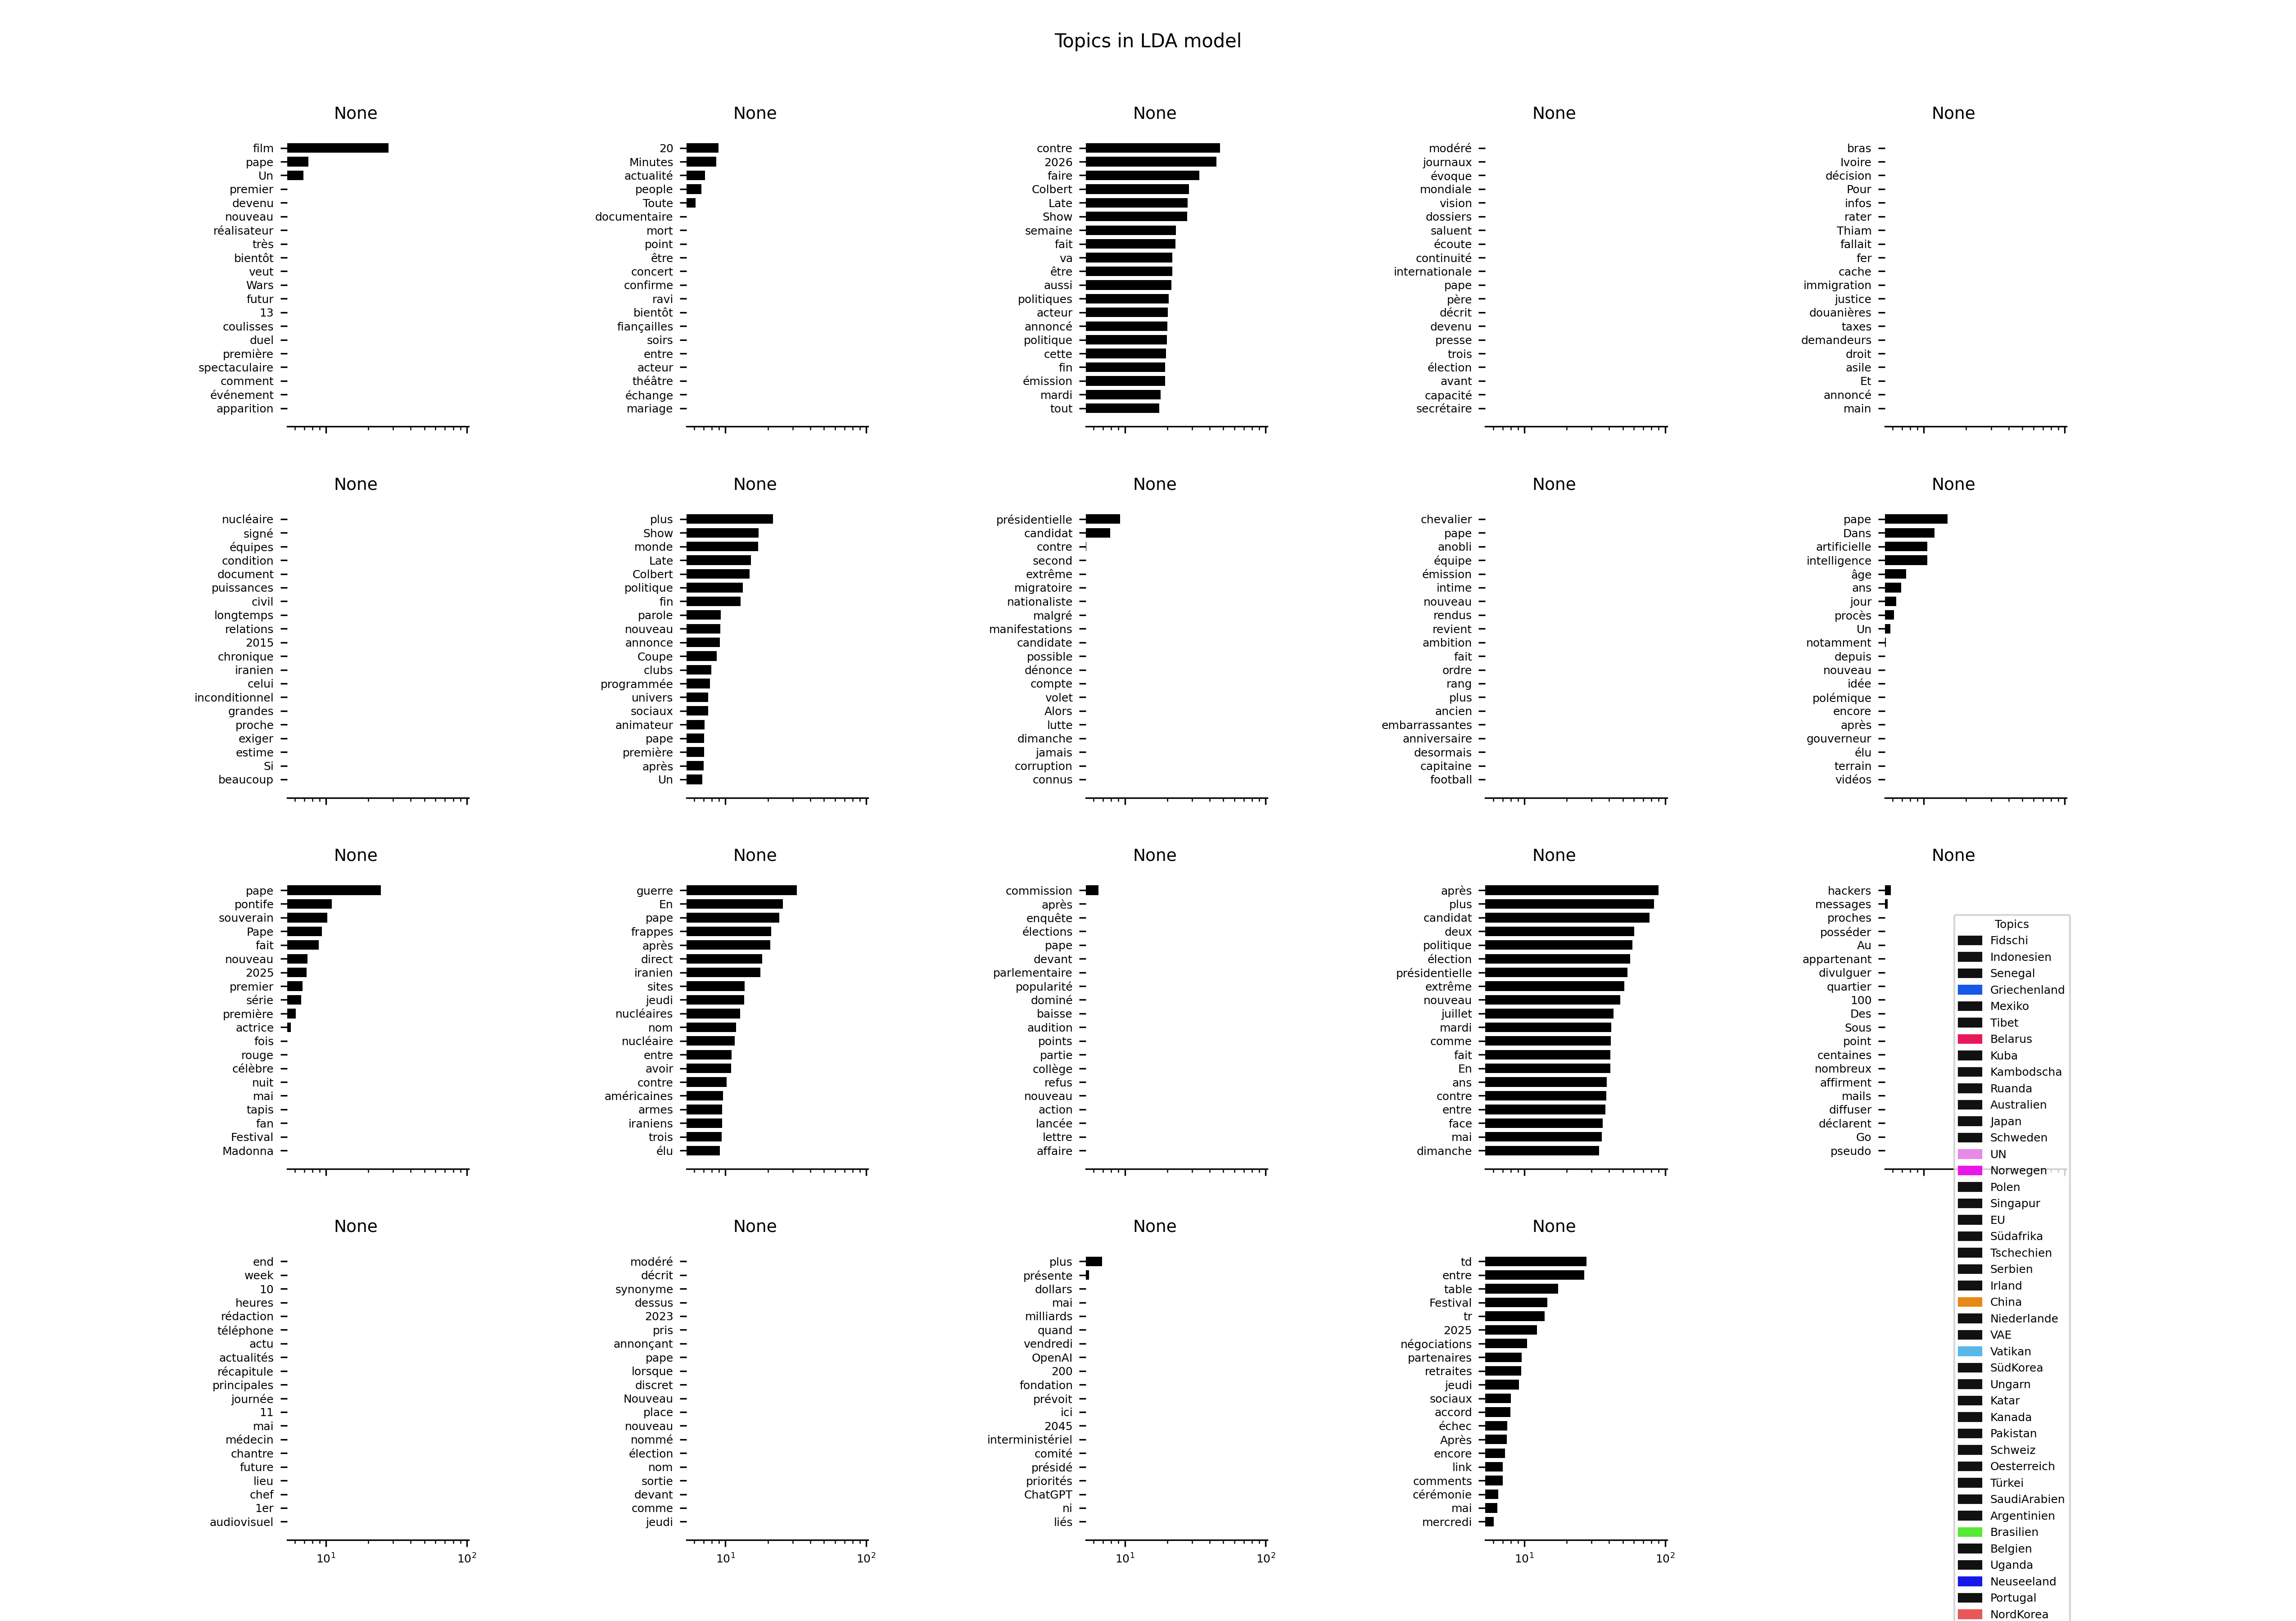 Topics in LDA model
None
film
pape
Un
premier
devenu
nouveau
réalisateur
très
bientôt
veut
Wars
futur
13
coulisses
duel
première
spectaculaire
comment
événement
apparition
None
20
Minutes
actualité
people
Toute
documentaire
mort
point
être
concert
confirme
ravi
bientôt
fiançailles
soirs
entre
acteur
théâtre
échange
mariage
None
contre
2026
faire
Colbert
Late
Show
semaine
fait
va
être
aussi
politiques
acteur
annoncé
politique
cette
fin
émission
mardi
tout
None
modéré
journaux
évoque
mondiale
vision
dossiers
saluent
écoute
continuité
internationale
pape
père
décrit
devenu
presse
trois
élection
avant
capacité
secrétaire
None
bras
Ivoire
décision
Pour
infos
rater
Thiam
fallait
fer
cache
immigration
justice
douanières
taxes
demandeurs
droit
asile
Et
annoncé
main
None
nucléaire
signé
équipes
condition
document
puissances
civil
longtemps
relations
2015
chronique
iranien
celui
inconditionnel
grandes
proche
exiger
estime
Si
beaucoup
None
plus
Show
monde
Late
Colbert
politique
fin
parole
nouveau
annonce
Coupe
clubs
programmée
univers
sociaux
animateur
pape
première
après
Un
None
présidentielle
candidat
contre
second
extrême
migratoire
nationaliste
malgré
manifestations
candidate
possible
dénonce
compte
volet
Alors
lutte
dimanche
jamais
corruption
connus
None
chevalier
pape
anobli
équipe
émission
intime
nouveau
rendus
revient
ambition
fait
ordre
rang
plus
ancien
embarrassantes
anniversaire
desormais
capitaine
football
None
pape
Dans
artificielle
intelligence
âge
ans
jour
procès
Un
notamment
depuis
nouveau
idée
polémique
encore
après
gouverneur
élu
terrain
vidéos
None
pape
pontife
souverain
Pape
fait
nouveau
2025
premier
série
première
actrice
fois
rouge
célèbre
nuit
mai
tapis
fan
Festival
Madonna
None
guerre
En
pape
frappes
après
direct
iranien
sites
jeudi
nucléaires
nom
nucléaire
entre
avoir
contre
américaines
armes
iraniens
trois
élu
None
commission
après
enquête
élections
pape
devant
parlementaire
popularité
dominé
baisse
audition
points
partie
collège
refus
nouveau
action
lancée
lettre
affaire
None
après
plus
candidat
deux
politique
élection
présidentielle
extrême
nouveau
juillet
mardi
comme
fait
En
ans
contre
entre
face
mai
dimanche
None
hackers
messages
proches
posséder
Au
appartenant
divulguer
quartier
100
Des
Sous
point
centaines
nombreux
affirment
mails
diffuser
déclarent
Go
pseudo
None
end
week
10
heures
rédaction
téléphone
actu
actualités
récapitule
principales
journée
11
mai
médecin
chantre
future
lieu
chef
1er
audiovisuel
10¹ 10²
None
modéré
décrit
synonyme
dessus
2023
pris
annonçant
pape
lorsque
discret
Nouveau
place
nouveau
nommé
élection
nom
sortie
devant
comme
jeudi
10¹ 10²
None
plus
présente
dollars
mai
milliards
quand
vendredi
OpenAI
200
fondation
prévoit
ici
2045
interministériel
comité
présidé
priorités
ChatGPT
ni
liés
10¹ 10²
None
td
entre
table
Festival
tr
2025
négociations
partenaires
retraites
jeudi
sociaux
accord
échec
Après
encore
link
comments
cérémonie
mai
mercredi
10¹ 10²
Topics
Fidschi
Indonesien
Senegal
Griechenland
Mexiko
Tibet
Belarus
Kuba
Kambodscha
Ruanda
Australien
Japan
Schweden
UN
Norwegen
Polen
Singapur
EU
Südafrika
Tschechien
Serbien
Irland
China
Niederlande
VAE
Vatikan
SüdKorea
Ungarn
Katar
Kanada
Pakistan
Schweiz
Oesterreich
Türkei
SaudiArabien
Argentinien
Brasilien
Belgien
Uganda
Neuseeland
Portugal
NordKorea